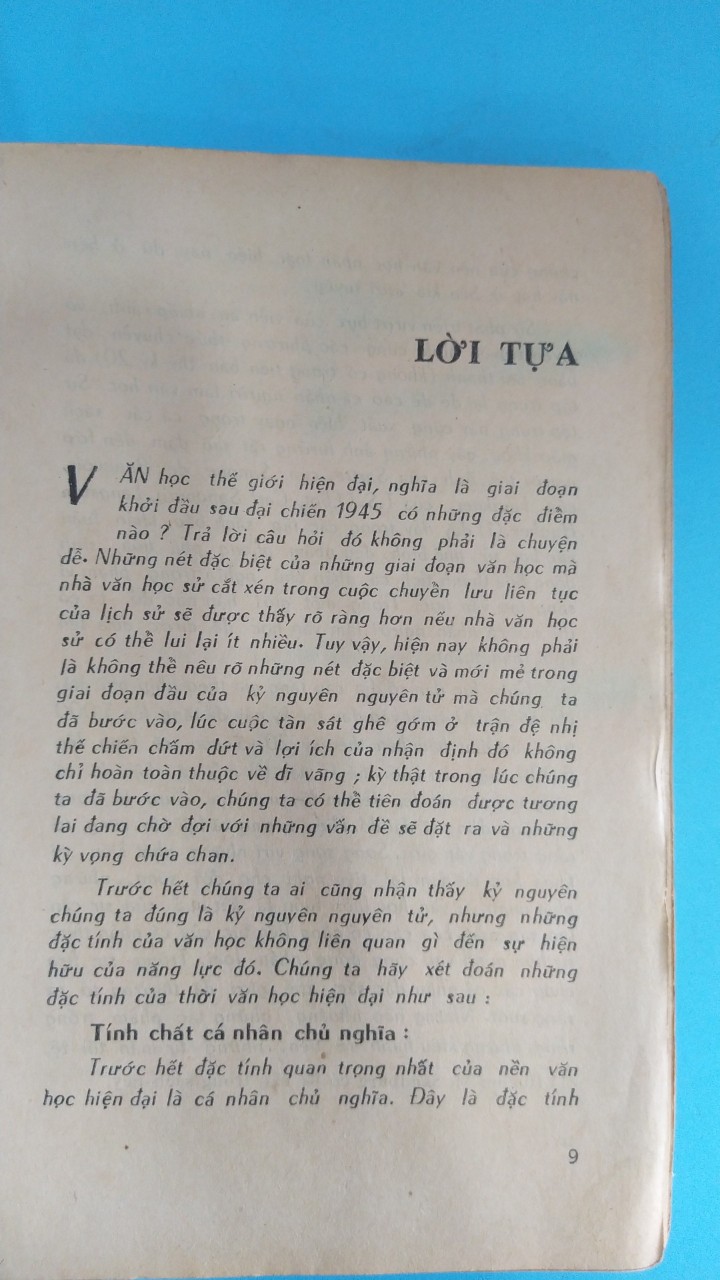 LỜI TỰA
VĂN học thế giới hiện đại, nghĩa là giai đoạn
khởi đầu sau đại chiến 1945 có những đặc điểm
nào ? Trả lời câu hỏi đó không phải là chuyện
dễ. Những nét đặc biệt của những giai đoạn văn học mà
nhà văn học sử cắt xén trong cuộc chuyển lưu liên tục
của lịch sử sẽ được thấy rõ ràng hơn nếu nhà văn học
sử có thể lui lại ít nhiều. Tuy vậy, hiện nay không phải
là không thể nêu rõ những nét đặc biệt và mới mẻ trong
giai đoạn đầu của kỷ nguyên nguyên tử mà chúng ta
đã bước vào, lúc cuộc tàn sát ghê gớm ở trận đệ nhị
thế chiến chấm dứt và lợi ích của nhận định đó không
chỉ hoàn toàn thuộc về dĩ vãng ; kỳ thật trong lúc chúng
ta đã bước vào, chúng ta có thể tiên đoán được tương
lai đang chờ đợi với những vấn đề sẽ đặt ra và những
kỳ vọng chứa chan.
Trước hết chúng ta ai cũng nhận thấy kỷ nguyên
chúng ta đúng là kỷ nguyên nguyên tử, nhưng những
đặc tính của văn học không liên quan gì đến sự hiện
hữu của năng lực đó. Chúng ta hãy xét đoán những
đặc tính của thời văn học hiện đại như sau :
Tính chất cá nhân chủ nghĩa :
Trước hết đặc tính quan trọng nhất của nền văn
học hiện đại là cá nhân chủ nghĩa. Đây là đặc tính
9